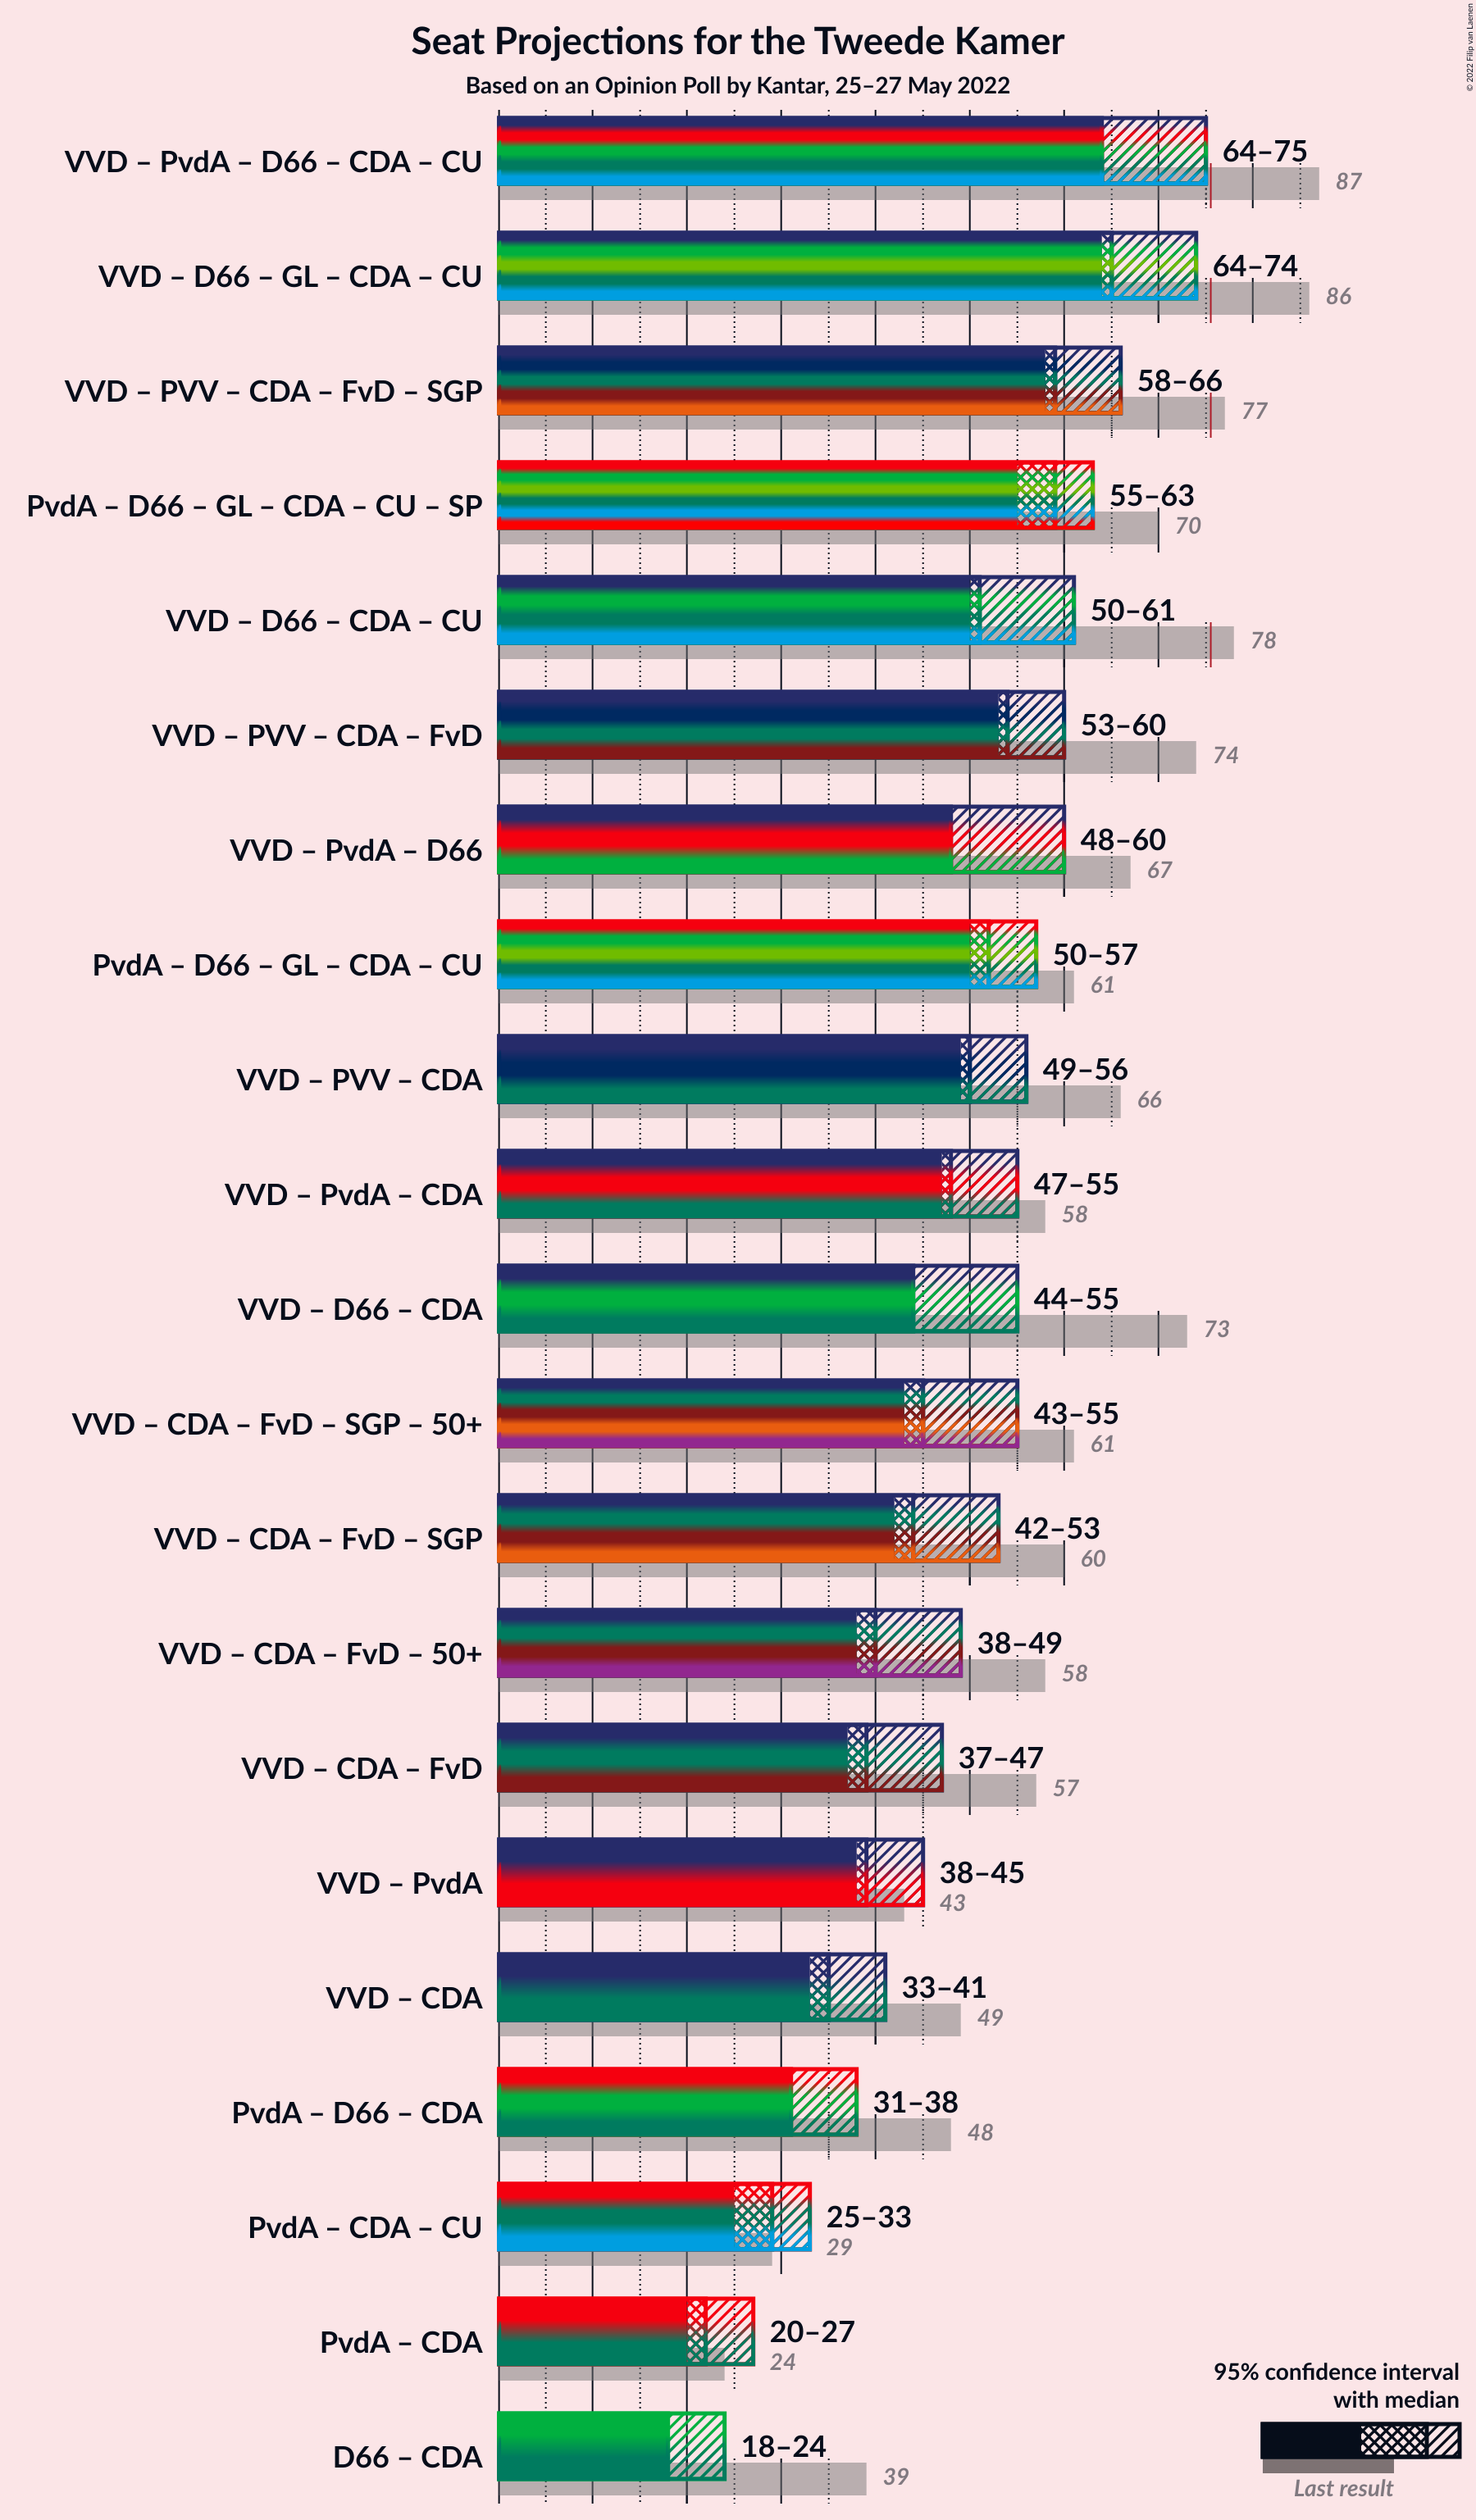 © 2022 Filip van Laenen
Seat Projections for the Tweede Kamer
Based on an Opinion Poll by Kantar, 25–27 May 2022
VVD – PvdA – D66 – CDA – CU
64–75
87
VVD – D66 – GL – CDA – CU
64–74
86
VVD – PVV – CDA – FvD – SGP
58–66
77
PvdA – D66 – GL – CDA – CU – SP
55–63
70
VVD – D66 – CDA – CU
50–61
78
VVD – PVV – CDA – FvD
53–60
74
VVD – PvdA – D66
48–60
67
PvdA – D66 – GL – CDA – CU
50–57
61
VVD – PVV – CDA
49–56
66
VVD – PvdA – CDA
47–55
58
VVD – D66 – CDA
44–55
73
VVD – CDA – FvD – SGP – 50+
43–55
61
VVD – CDA – FvD – SGP
42–53
60
VVD – CDA – FvD – 50+
38–49
58
VVD – CDA – FvD
37–47
57
VVD – PvdA
38–45
43
VVD – CDA
33–41
49
PvdA – D66 – CDA
31–38
48
PvdA – CDA – CU
25–33
29
PvdA – CDA
20–27
24
D66 – CDA
18–24
39
95% confidence interval
with median
Last result